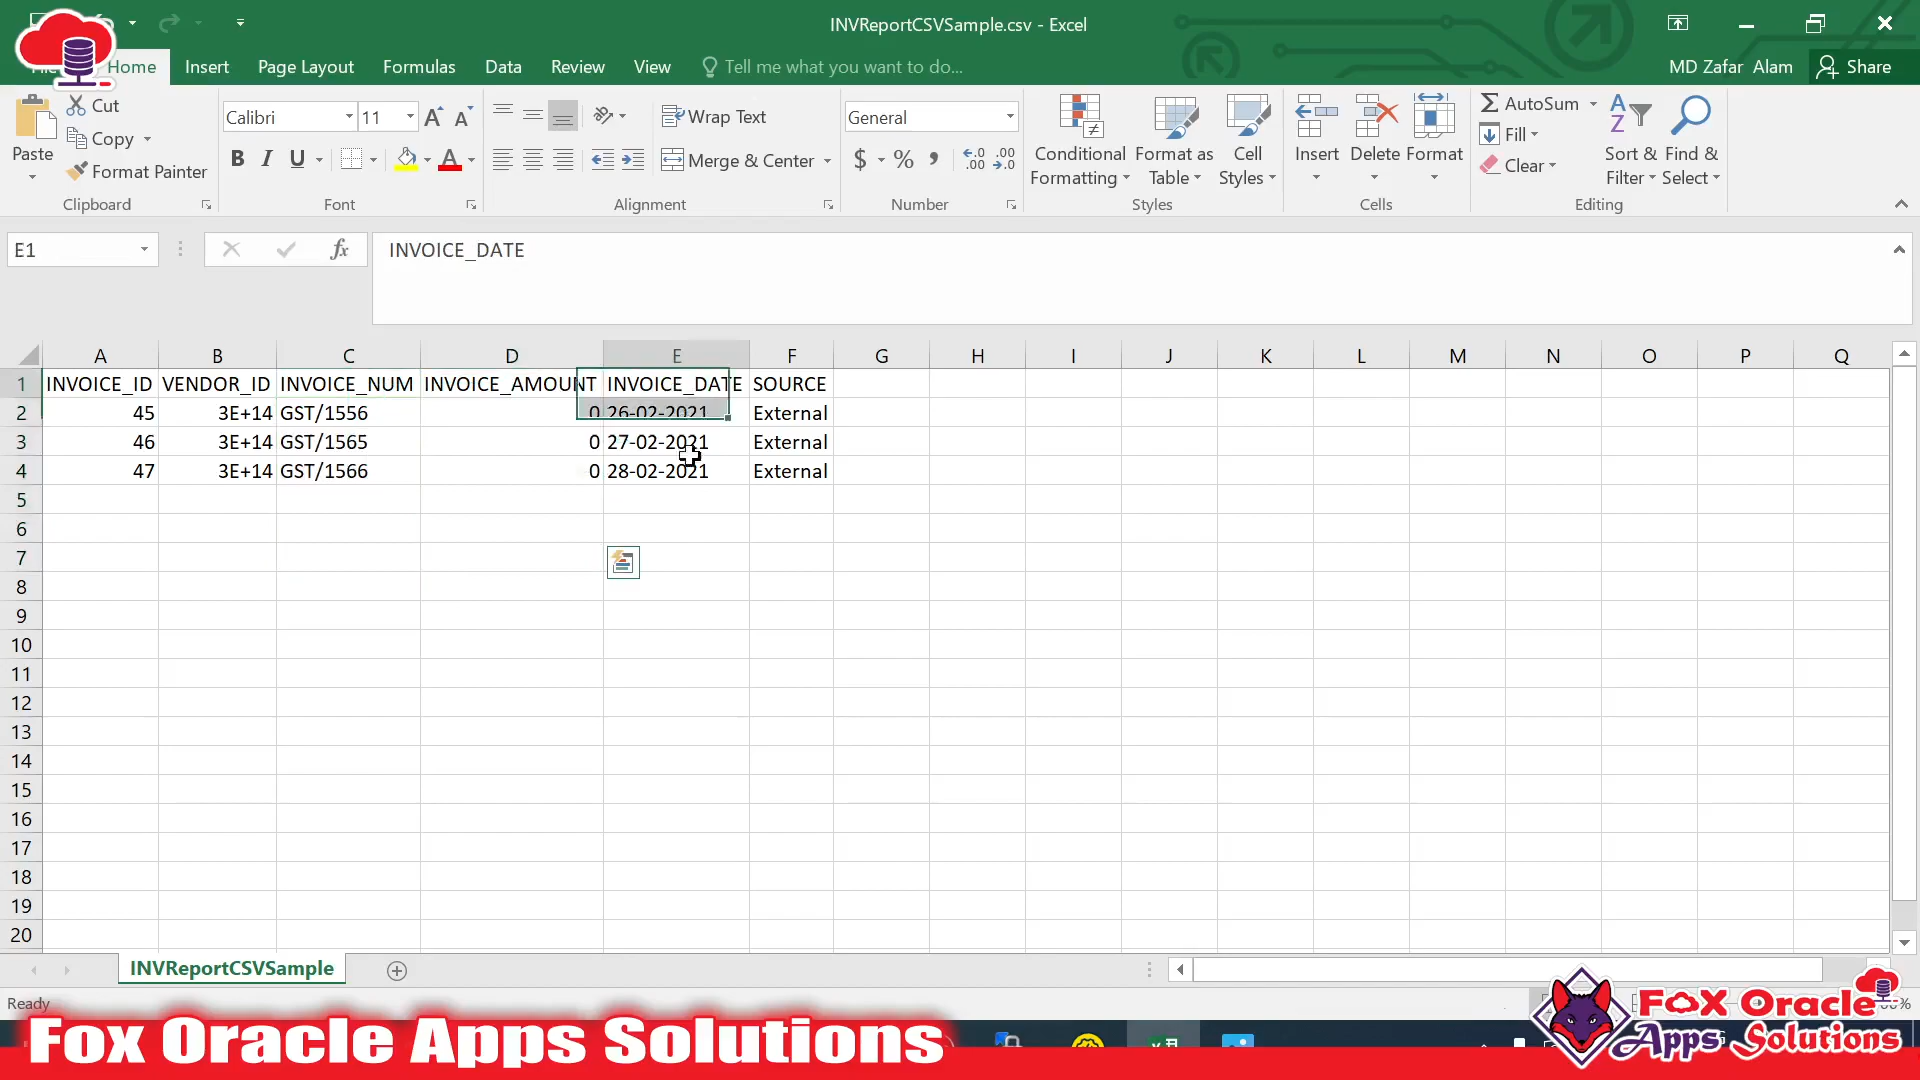 INVReportCSVSample.csv - Excel
Home Insert Page Layout Formulas Data Review View Tell me what you want to do... MD Zafar Alam Share
Paste Cut Copy Format Painter Clipboard
Calibri 11 B I U A A A Font
Wrap Text Merge & Center Alignment
General $ % , .0 .00 .00 .0 Number
Conditional Formatting Format as Table Cell Styles Styles
Insert Delete Format Cells
AutoSum Fill Clear Sort & Filter Find & Select Editing
E1 fx INVOICE_DATE
A B C D E F G H I J K L M N O P Q
1 INVOICE_ID VENDOR_ID INVOICE_NUM INVOICE_AMOUNT INVOICE_DATE SOURCE
2 45 3E+14 GST/1556 0 26-02-2021 External
3 46 3E+14 GST/1565 0 27-02-2021 External
4 47 3E+14 GST/1566 0 28-02-2021 External
5
6
7
8
9
10
11
12
13
14
15
16
17
18
19
20
INVReportCSVSample
Ready
Fox Oracle Apps Solutions
FOX Oracle
Apps Solutions